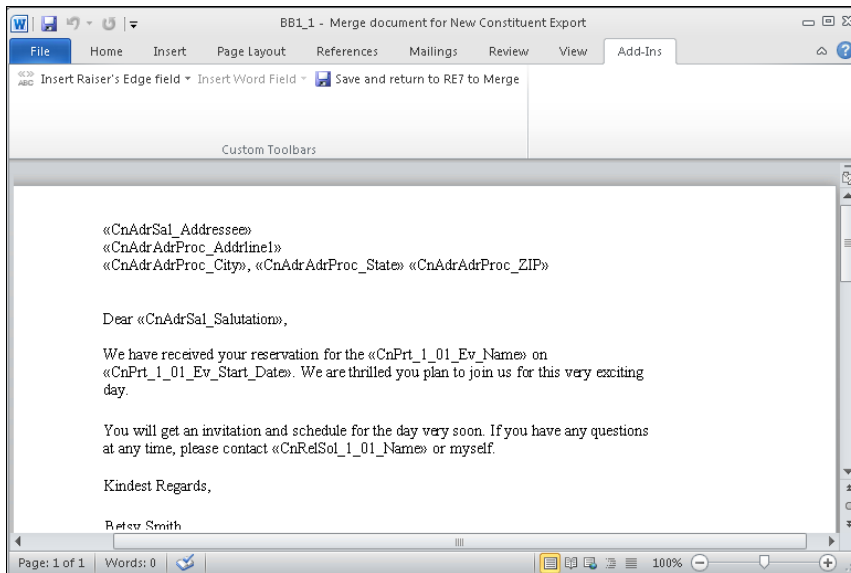 BB1_1 - Merge document for New Constituent Export
File Home Insert Page Layout References Mailings Review View Add-Ins
Insert Raiser's Edge field Insert Word Field Save and return to RE7 to Merge
Custom Toolbars
«CnAdrSal_Addressee»
«CnAdrAdrProc_Addrline1»
«CnAdrAdrProc_City», «CnAdrAdrProc_State» «CnAdrAdrProc_ZIP»
Dear «CnAdrSal_Salutation»,
We have received your reservation for the «CnPrt_1_01_Ev_Name» on
«CnPrt_1_01_Ev_Start_Date». We are thrilled you plan to join us for this very exciting
day.
You will get an invitation and schedule for the day very soon. If you have any questions
at any time, please contact «CnRelSol_1_01_Name» or myself.
Kindest Regards,
Betsy Smith
Page: 1 of 1 Words: 0 100%